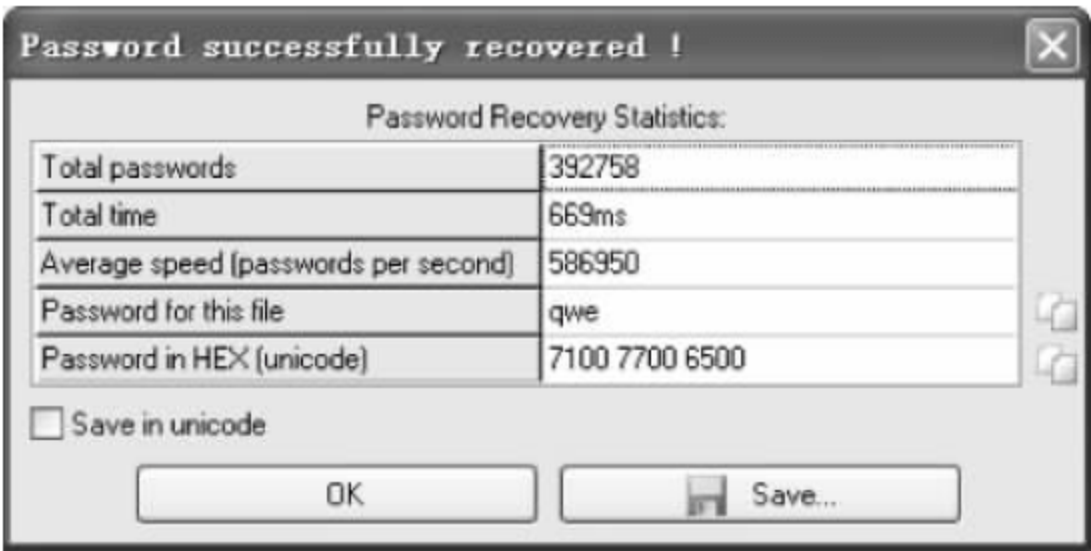 Password successfully recovered !
Password Recovery Statistics:
Total passwords 392758
Total time 669ms
Average speed (passwords per second) 586950
Password for this file qwe
Password in HEX (unicode) 7100 7700 6500
Save in unicode
OK Save...